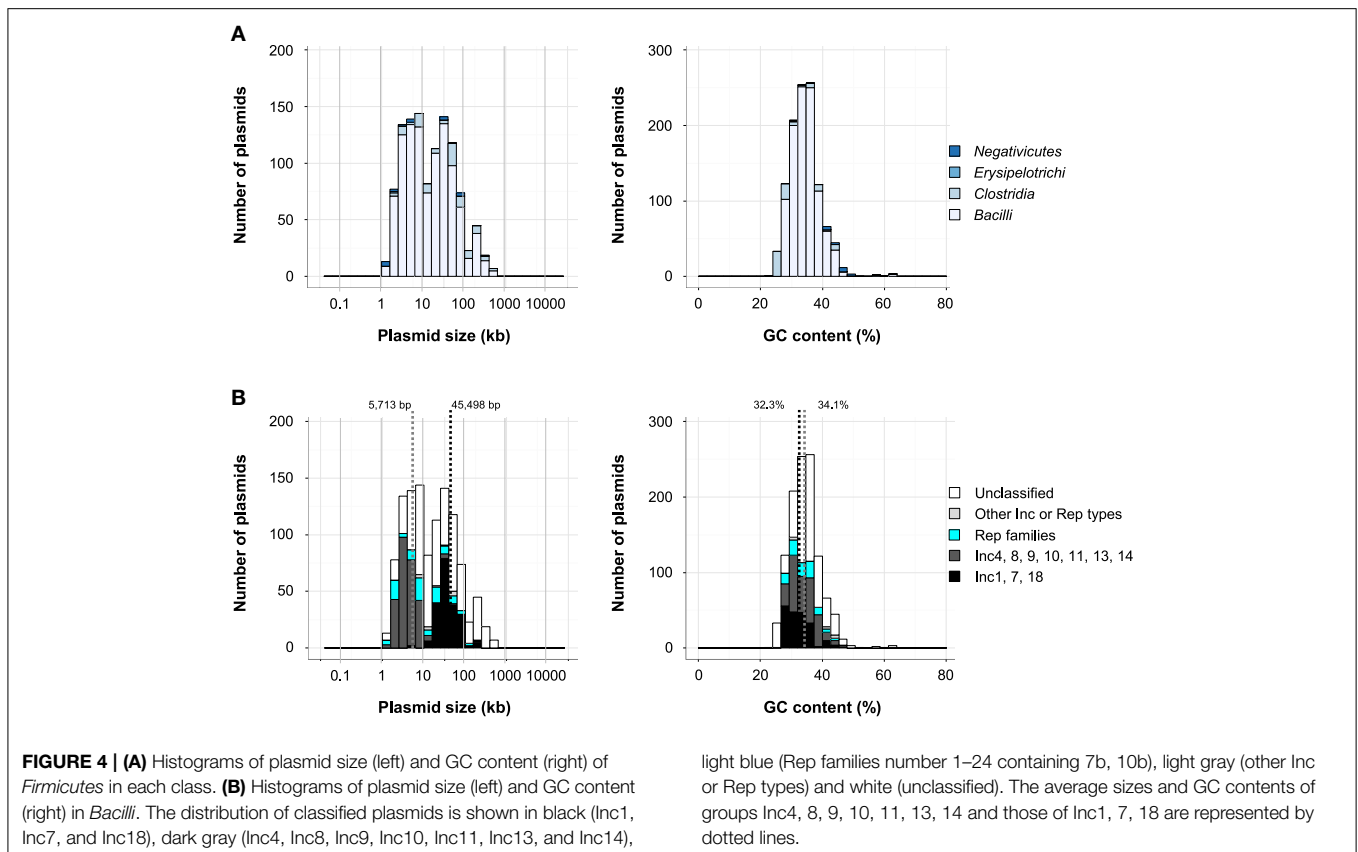 A
200
150
100
50
0
Number of plasmids
0.1 1 10 100 1000 10000
Plasmid size (kb)
300
200
100
0
Number of plasmids
0 20 40 60 80
GC content (%)
Negativicutes
Erysipelotrichi
Clostridia
Bacilli
B
5,713 bp 45,498 bp
200
150
100
50
0
Number of plasmids
0.1 1 10 100 1000 10000
Plasmid size (kb)
32.3% 34.1%
300
200
100
0
Number of plasmids
0 20 40 60 80
GC content (%)
Unclassified
Other Inc or Rep types
Rep families
Inc4, 8, 9, 10, 11, 13, 14
Inc1, 7, 18
FIGURE 4 | (A) Histograms of plasmid size (left) and GC content (right) of
Firmicutes in each class. (B) Histograms of plasmid size (left) and GC content
(right) in Bacilli. The distribution of classified plasmids is shown in black (Inc1,
Inc7, and Inc18), dark gray (Inc4, Inc8, Inc9, Inc10, Inc11, Inc13, and Inc14),
light blue (Rep families number 1–24 containing 7b, 10b), light gray (other Inc
or Rep types) and white (unclassified). The average sizes and GC contents of
groups Inc4, 8, 9, 10, 11, 13, 14 and those of Inc1, 7, 18 are represented by
dotted lines.